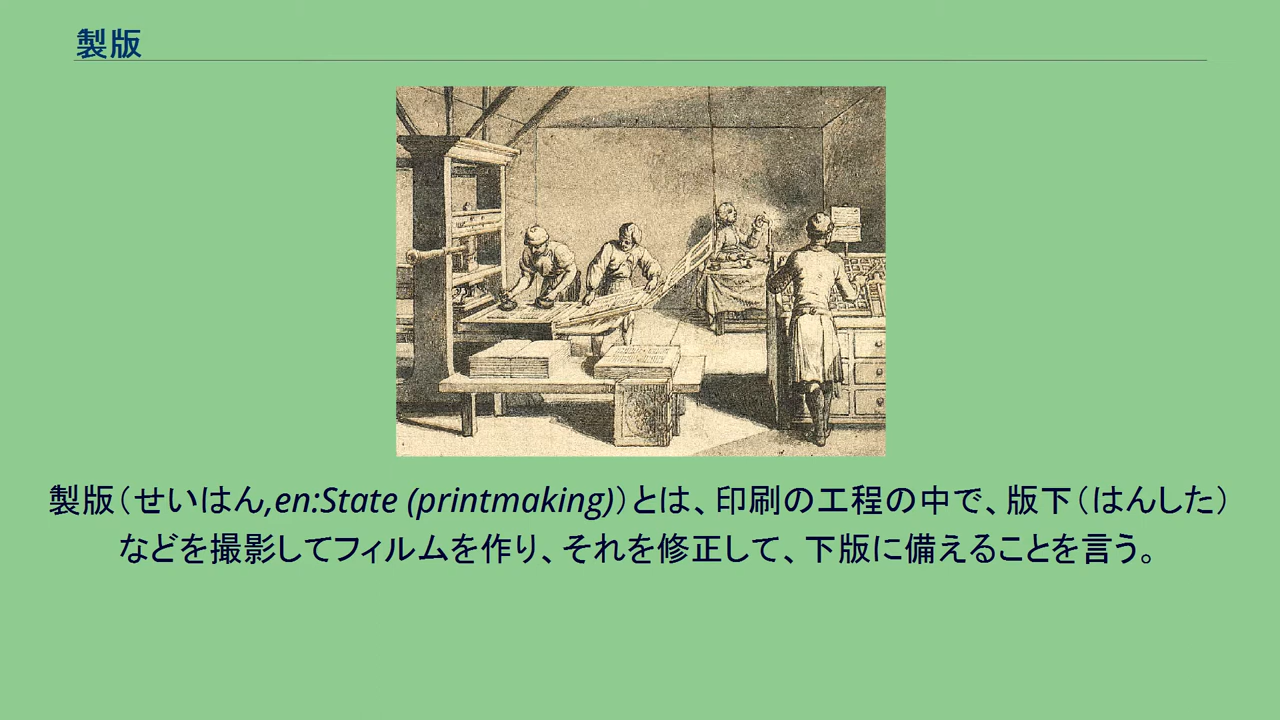 製版
製版（せいはん,en:State (printmaking)）とは、印刷の工程の中で、版下（はんした）
などを撮影してフィルムを作り、それを修正して、下版に備えることを言う。